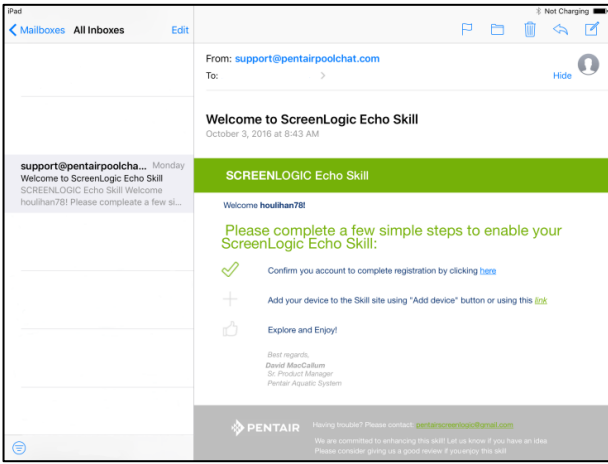 iPad
Not Charging
Mailboxes All Inboxes Edit
support@pentairpoolcha... Monday
Welcome to ScreenLogic Echo Skill
SCREENLOGIC Echo Skill Welcome
houlihan78! Please compleate a few si...
From: support@pentairpoolchat.com
To:
Hide
Welcome to ScreenLogic Echo Skill
October 3, 2016 at 8:43 AM
SCREENLOGIC Echo Skill
Welcome houlihan78!
Please complete a few simple steps to enable your
ScreenLogic Echo Skill:
Confirm you account to complete registration by clicking here
Add your device to the Skill site using "Add device" button or using this link
Explore and Enjoy!
Best regards,
David MacCallum
Sr. Product Manager
Pentair Aquatic System
PENTAIR
Having trouble? Please contact: pentairscreenlogic@gmail.com
We are committed to enhancing this skill! Let us know if you have an idea
Please consider giving us a good review if you enjoy this skill